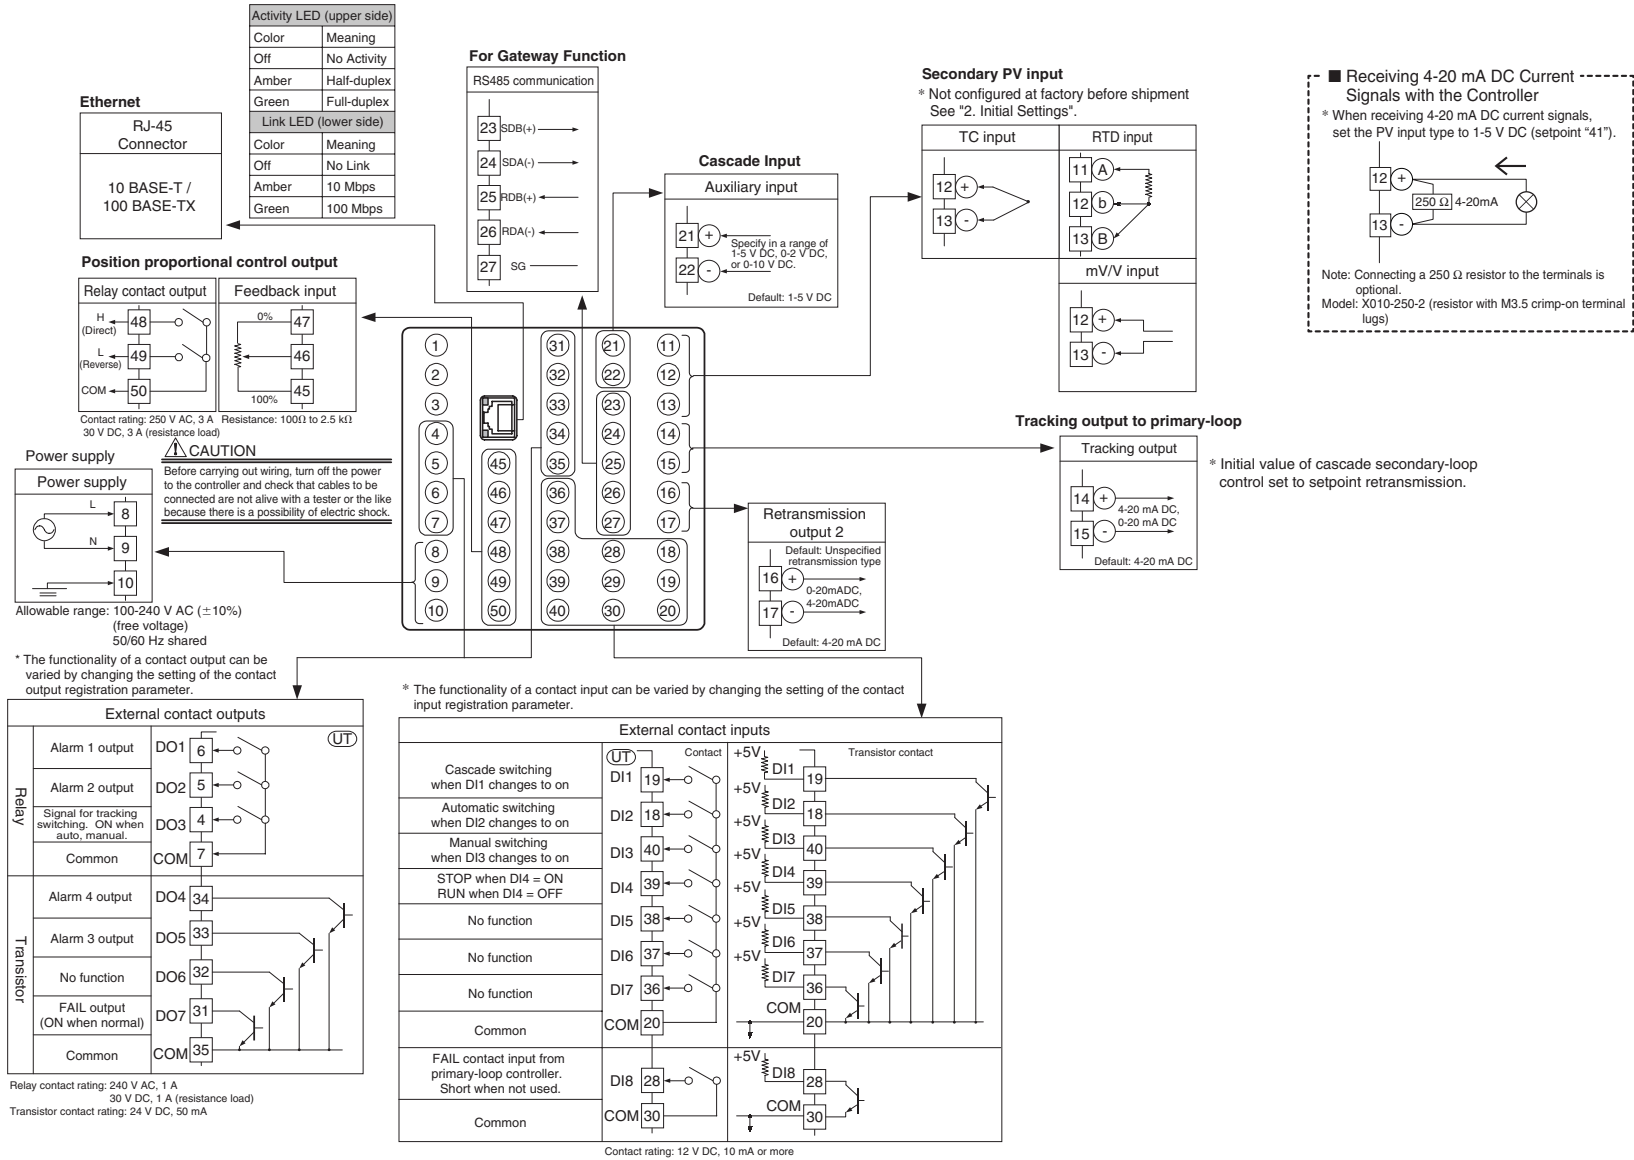 Activity LED (upper side)
Color Meaning
Off No Activity
Amber Half-duplex
Green Full-duplex
Link LED (lower side)
Color Meaning
Off No Link
Amber 10 Mbps
Green 100 Mbps
Ethernet
RJ-45
Connector
10 BASE-T /
100 BASE-TX
For Gateway Function
RS485 communication
23 SDB(+)
24 SDA(-)
25 RDB(+)
26 RDA(-)
27 SG
Cascade Input
Auxiliary input
21 +
22 -
Specify in a range of
1-5 V DC, 0-2 V DC,
or 0-10 V DC.
Default: 1-5 V DC
Secondary PV input
* Not configured at factory before shipment
See "2. Initial Settings".
TC input
12 +
13 -
RTD input
11 A
12 b
13 B
mV/V input
12 +
13 -
■ Receiving 4-20 mA DC Current
Signals with the Controller
* When receiving 4-20 mA DC current signals,
set the PV input type to 1-5 V DC (setpoint “41”).
12 +
250 Ω 4-20mA
13 -
Note: Connecting a 250 Ω resistor to the terminals is
optional.
Model: X010-250-2 (resistor with M3.5 crimp-on terminal
lugs)
Position proportional control output
Relay contact output
H
(Direct)
48
L
(Reverse)
49
COM 50
Contact rating: 250 V AC, 3 A
30 V DC, 3 A (resistance load)
Feedback input
0% 47
46
100% 45
Resistance: 100Ω to 2.5 kΩ
CAUTION
Before carrying out wiring, turn off the power
to the controller and check that cables to be
connected are not alive with a tester or the like
because there is a possibility of electric shock.
Power supply
Power supply
L 8
N 9
10
Allowable range: 100-240 V AC (±10%)
(free voltage)
50/60 Hz shared
1 31 21 11
2 32 22 12
3 33 23 13
4 34 24 14
5 45 35 25 15
6 46 36 26 16
7 47 37 27 17
8 48 38 28 18
9 49 39 29 19
10 50 40 30 20
Tracking output to primary-loop
Tracking output
14 +
15 -
4-20 mA DC,
0-20 mA DC
Default: 4-20 mA DC
* Initial value of cascade secondary-loop
control set to setpoint retransmission.
Retransmission
output 2
Default: Unspecified
retransmission type
16 +
17 -
0-20mADC,
4-20mADC
Default: 4-20 mA DC
* The functionality of a contact output can be
varied by changing the setting of the contact
output registration parameter.
External contact outputs
UT
Relay
Alarm 1 output DO1 6
Alarm 2 output DO2 5
Signal for tracking
switching. ON when
auto, manual.
DO3 4
Common COM 7
Transistor
Alarm 4 output DO4 34
Alarm 3 output DO5 33
No function DO6 32
FAIL output
(ON when normal)
DO7 31
Common COM 35
Relay contact rating: 240 V AC, 1 A
30 V DC, 1 A (resistance load)
Transistor contact rating: 24 V DC, 50 mA
* The functionality of a contact input can be varied by changing the setting of the contact
input registration parameter.
External contact inputs
UT Contact
Transistor contact
Cascade switching
when DI1 changes to on
DI1 19
+5V DI1 19
Automatic switching
when DI2 changes to on
DI2 18
+5V DI2 18
Manual switching
when DI3 changes to on
DI3 40
+5V DI3 40
STOP when DI4 = ON
RUN when DI4 = OFF
DI4 39
+5V DI4 39
No function DI5 38
+5V DI5 38
No function DI6 37
+5V DI6 37
No function DI7 36
+5V DI7 36
Common COM 20
COM 20
FAIL contact input from
primary-loop controller.
Short when not used.
DI8 28
+5V DI8 28
Common COM 30
COM 30
Contact rating: 12 V DC, 10 mA or more